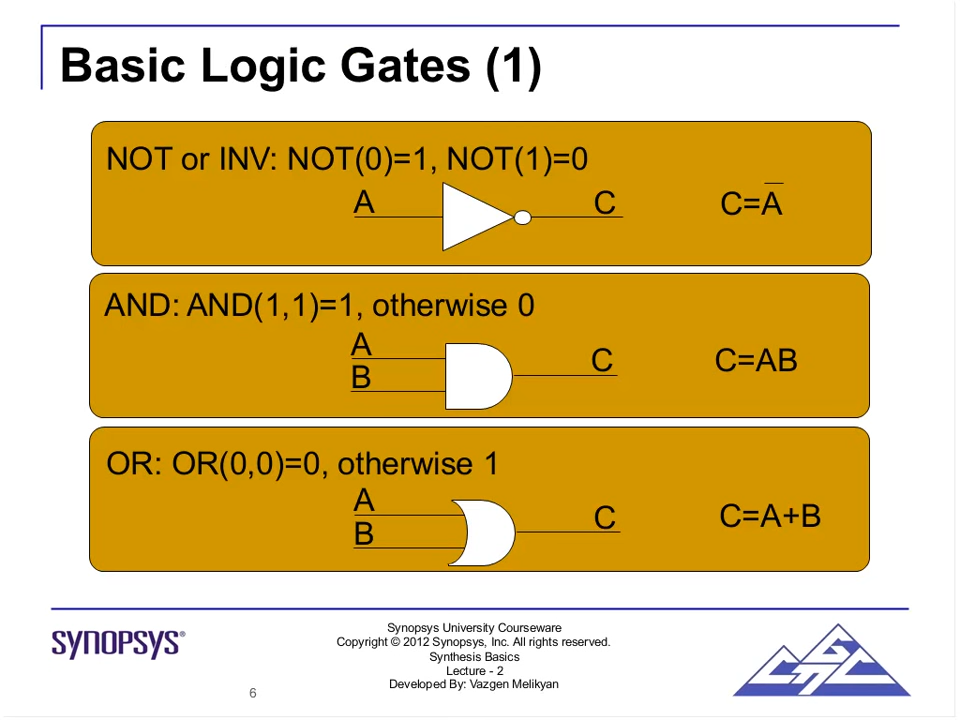 Basic Logic Gates (1)
NOT or INV: NOT(0)=1, NOT(1)=0
A
C
C=A̅
AND: AND(1,1)=1, otherwise 0
A
B
C
C=AB
OR: OR(0,0)=0, otherwise 1
A
B
C
C=A+B
SYNOPSYS®
Synopsys University Courseware
Copyright © 2012 Synopsys, Inc. All rights reserved.
Synthesis Basics
Lecture - 2
Developed By: Vazgen Melikyan
6